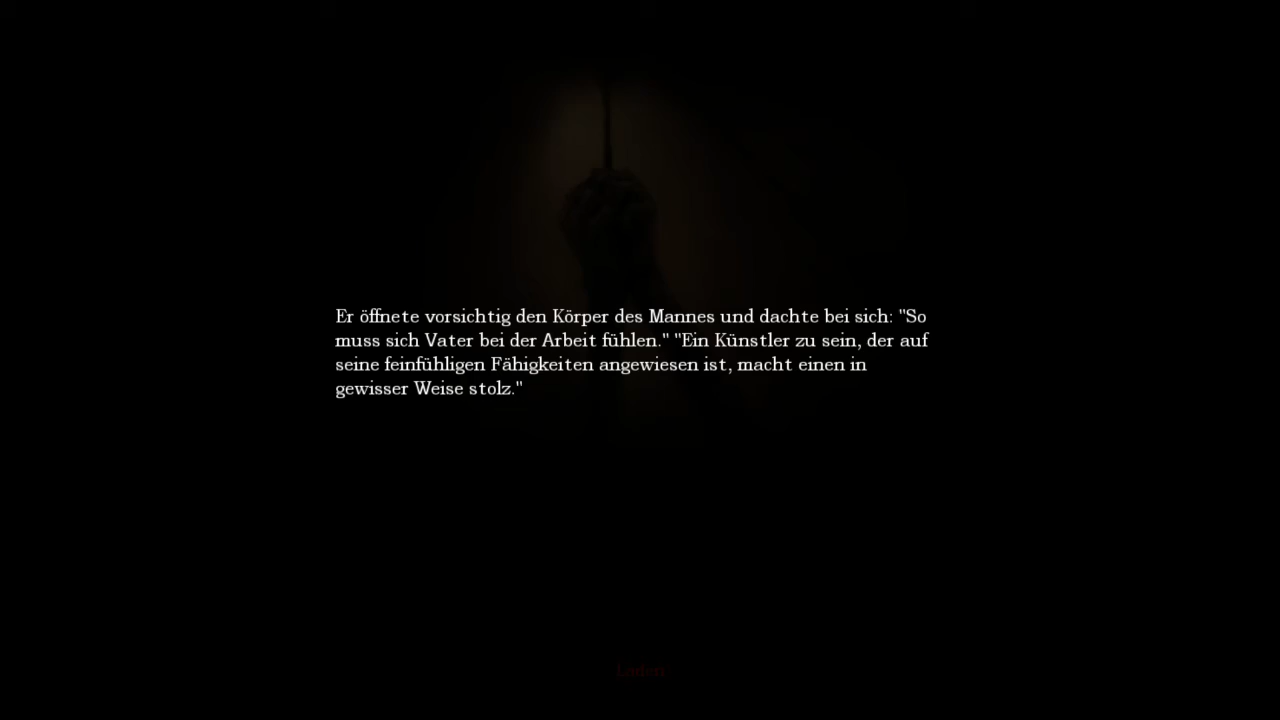 Er öffnete vorsichtig den Körper des Mannes und dachte bei sich: "So
muss sich Vater bei der Arbeit fühlen." "Ein Künstler zu sein, der auf
seine feinfühligen Fähigkeiten angewiesen ist, macht einen in
gewisser Weise stolz."
Laden